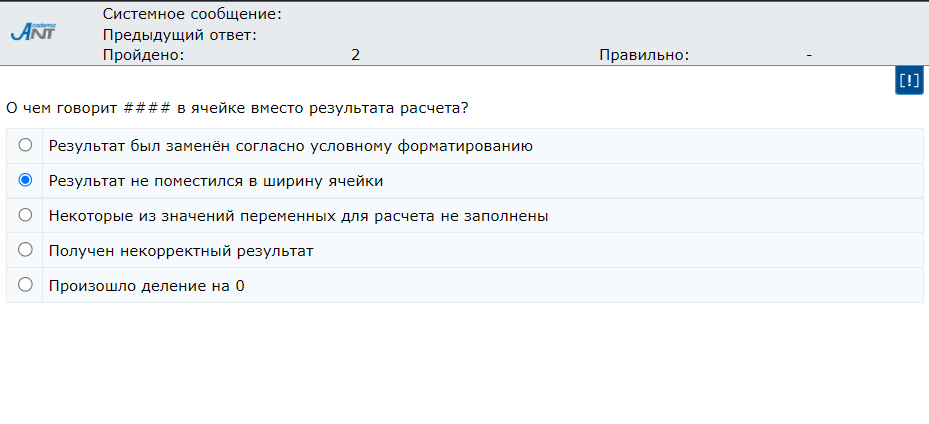 Academic
ANT
Системное сообщение:
Предыдущий ответ:
Пройдено: 2 Правильно: -
[!]
О чем говорит #### в ячейке вместо результата расчета?
Результат был заменён согласно условному форматированию
Результат не поместился в ширину ячейки
Некоторые из значений переменных для расчета не заполнены
Получен некорректный результат
Произошло деление на 0